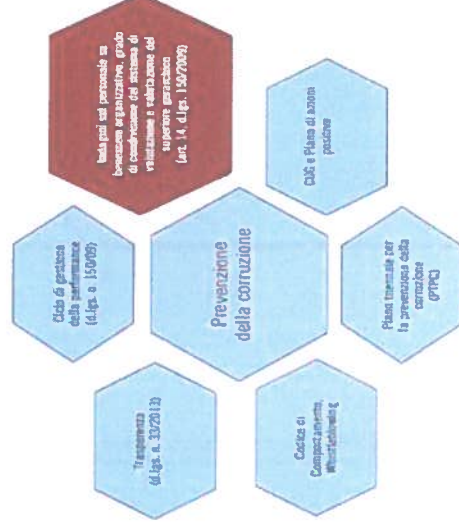 Codice di
Comportamento,
Whistleblowing
Trasparenza
(d.lgs. n. 33/2013)
Piano triennale per
la prevenzione della
corruzione
(PTPC)
Prevenzione
della corruzione
Ciclo di gestione
della performance
(d.lgs. n. 150/09)
CUG e Piano di azioni
positive
Indagini sul personale su
benessere organizzativo, grado
di condivisione del sistema di
valutazione e valutazione del
superiore gerarchico
(art. 14, d.lgs. 150/2009)